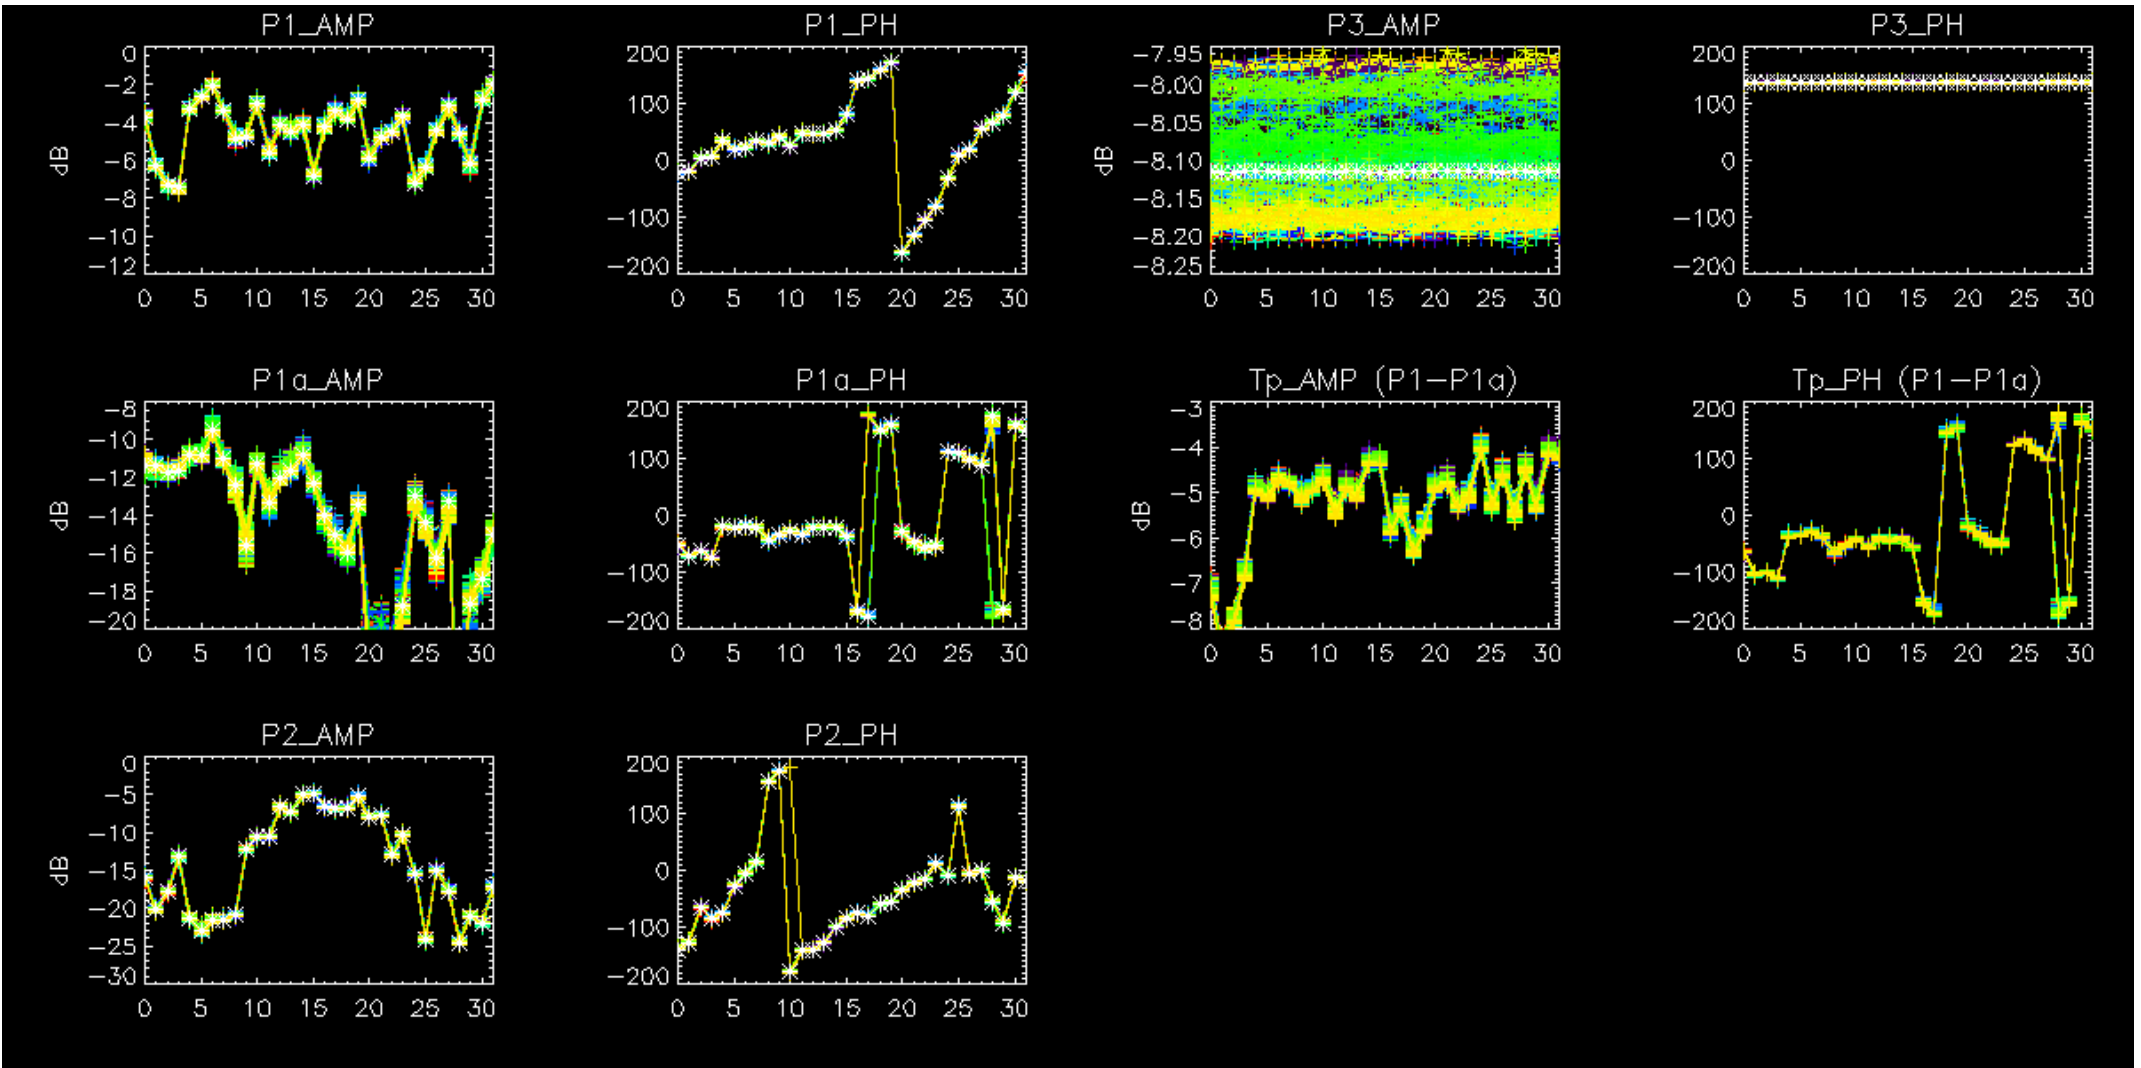 P1_AMP
0
−2
−4
−6
−8
−10
−12
dB
0 5 10 15 20 25 30
P1_PH
200
100
0
−100
−200
0 5 10 15 20 25 30
P3_AMP
−7.95
−8.00
−8.05
−8.10
−8.15
−8.20
−8.25
dB
0 5 10 15 20 25 30
P3_PH
200
100
0
−100
−200
0 5 10 15 20 25 30
P1a_AMP
−8
−10
−12
−14
−16
−18
−20
dB
0 5 10 15 20 25 30
P1a_PH
200
100
0
−100
−200
0 5 10 15 20 25 30
Tp_AMP (P1−P1a)
−3
−4
−5
−6
−7
−8
dB
0 5 10 15 20 25 30
Tp_PH (P1−P1a)
200
100
0
−100
−200
0 5 10 15 20 25 30
P2_AMP
0
−5
−10
−15
−20
−25
−30
dB
0 5 10 15 20 25 30
P2_PH
200
100
0
−100
−200
0 5 10 15 20 25 30